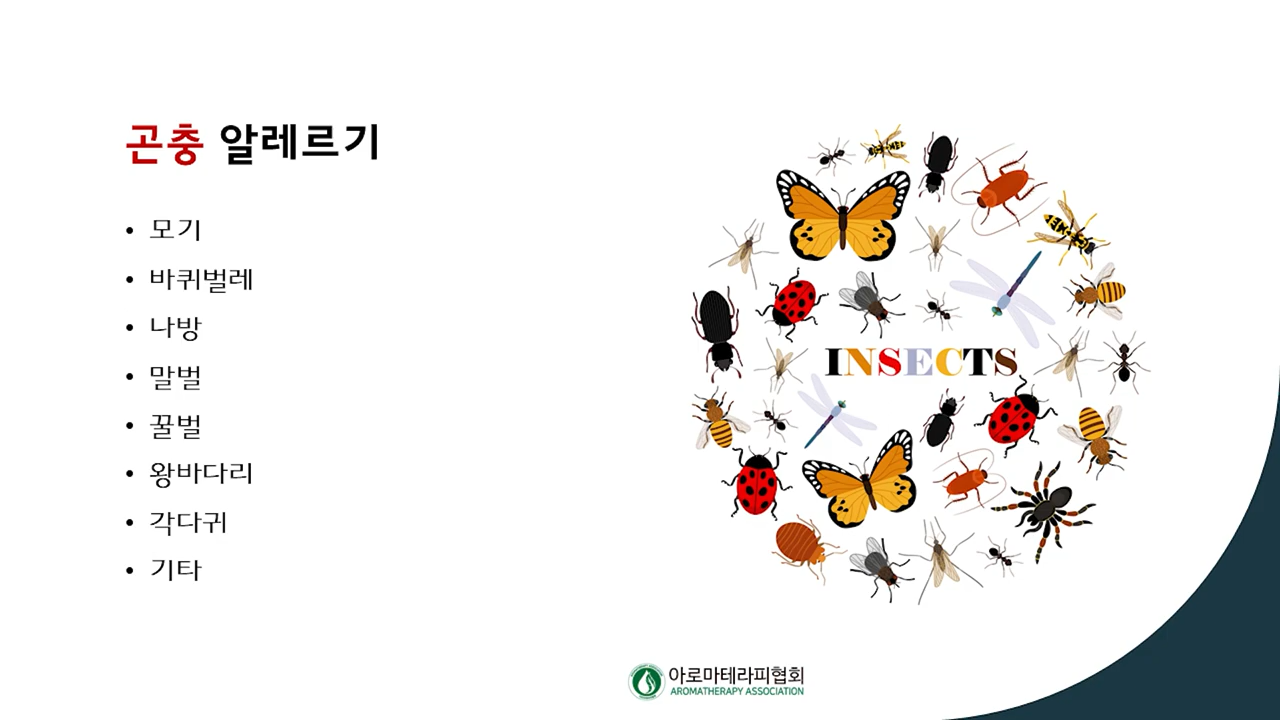 곤충 알레르기
• 모기
• 바퀴벌레
• 나방
• 말벌
• 꿀벌
• 왕바다리
• 각다귀
• 기타
INSECTS
아로마테라피협회
AROMATHERAPY ASSOCIATION